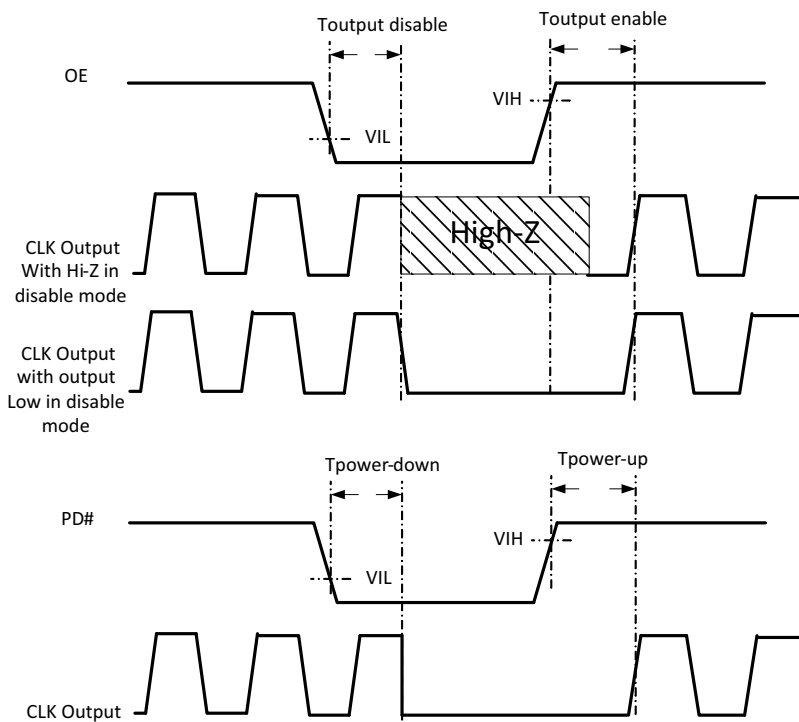 Toutput disable
Toutput enable
OE
VIH
VIL
High-Z
CLK Output
With Hi-Z in
disable mode
CLK Output
with output
Low in disable
mode
Tpower-down
Tpower-up
PD#
VIH
VIL
CLK Output